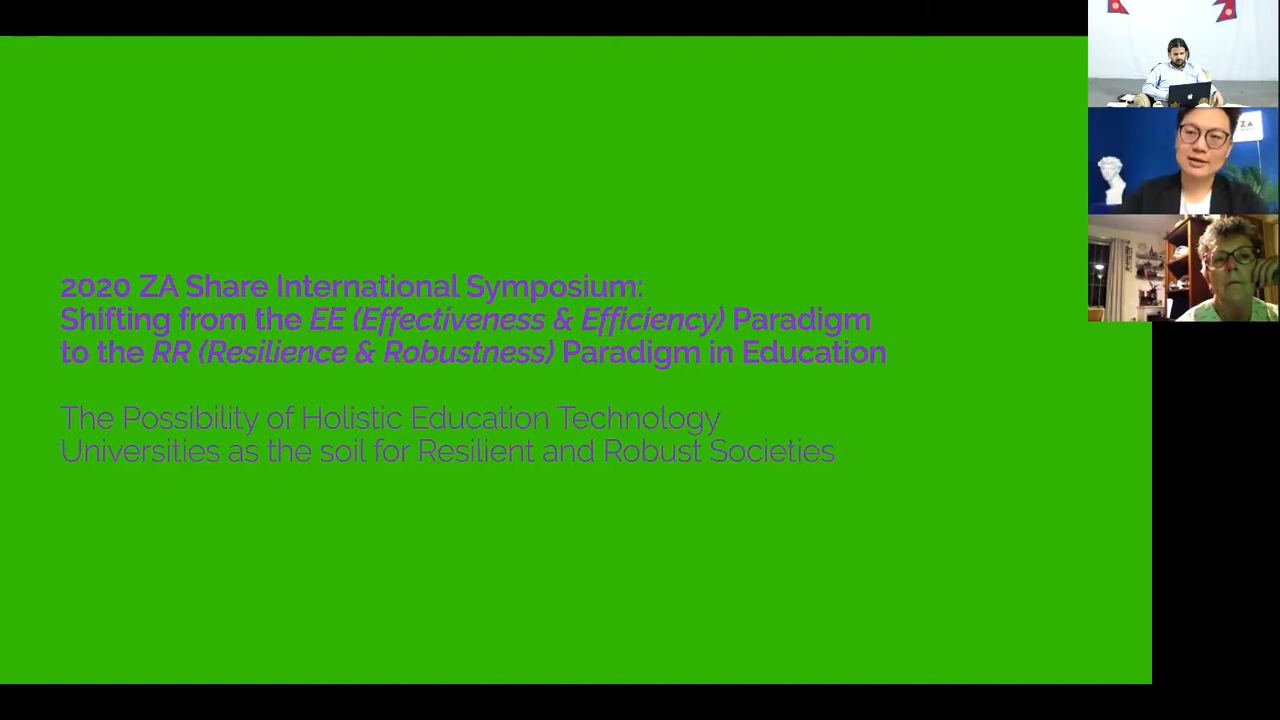 2020 ZA Share International Symposium:
Shifting from the EE (Effectiveness & Efficiency) Paradigm
to the RR (Resilience & Robustness) Paradigm in Education
The Possibility of Holistic Education Technology
Universities as the soil for Resilient and Robust Societies
ZA